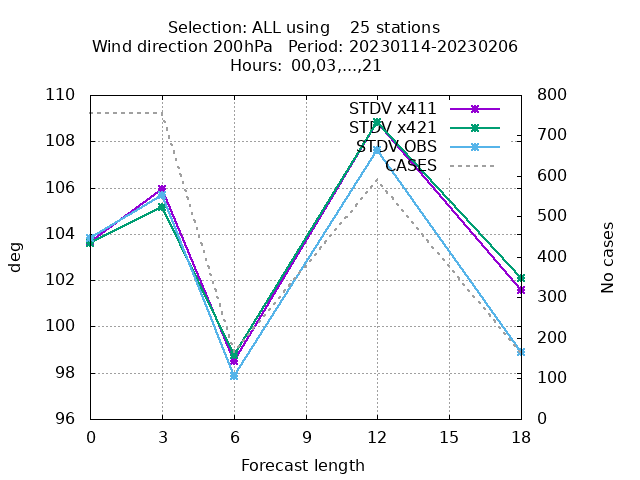 Selection: ALL using    25 stations
Wind direction 200hPa   Period: 20230114-20230206
Hours: 00,03,...,21
110
108
106
104
102
100
98
96
deg
800
700
600
500
400
300
200
100
0
No cases
STDV x411
STDV x421
STDV OBS
CASES
0 3 6 9 12 15 18
Forecast length